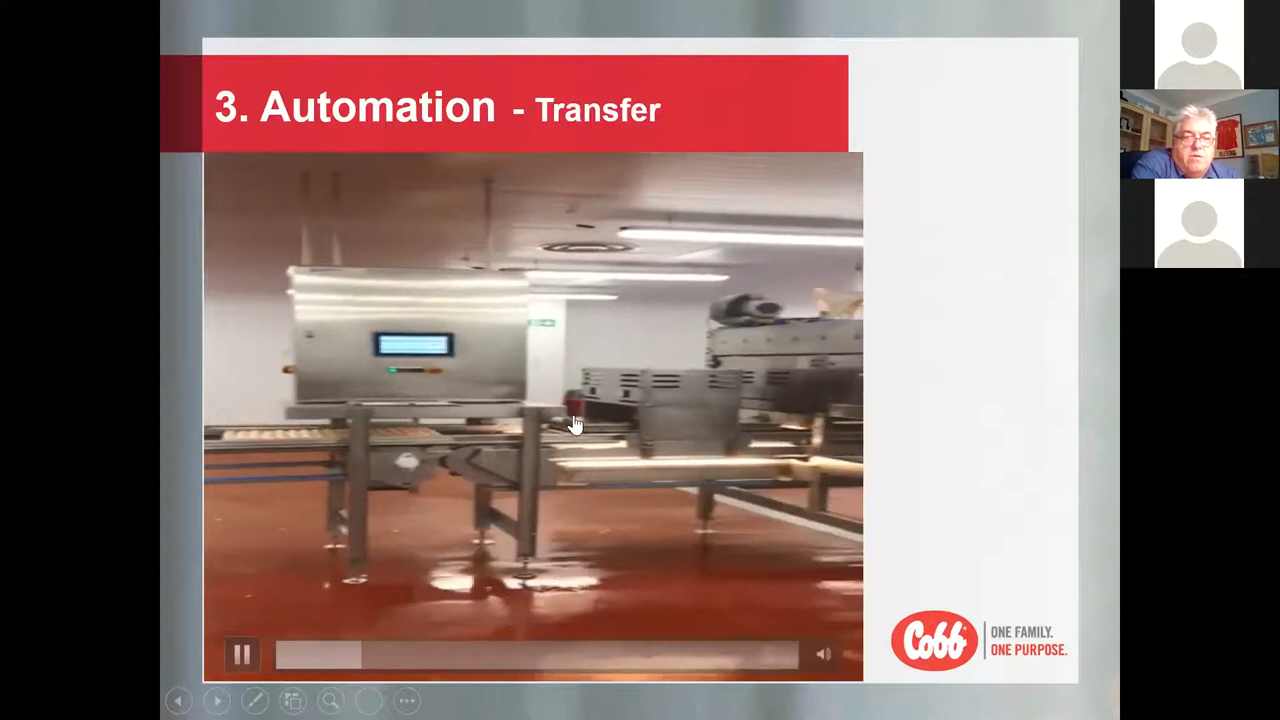 3. Automation - Transfer
Cobb
ONE FAMILY.
ONE PURPOSE.